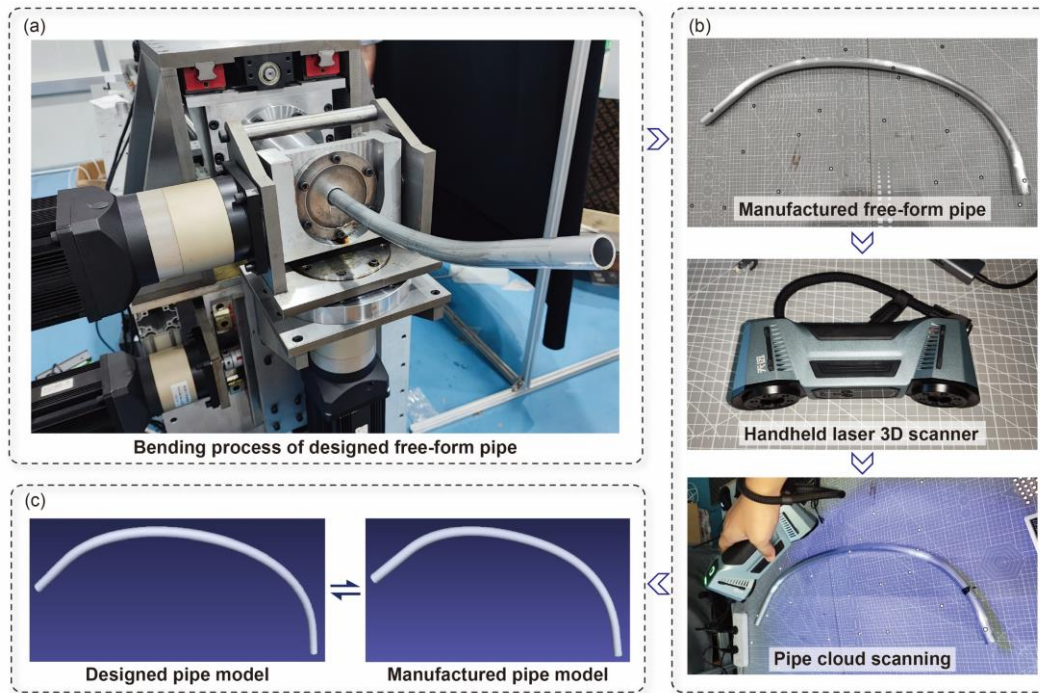 (a)
Bending process of designed free-form pipe
(b)
Manufactured free-form pipe
Handheld laser 3D scanner
Pipe cloud scanning
(c)
Designed pipe model
Manufactured pipe model